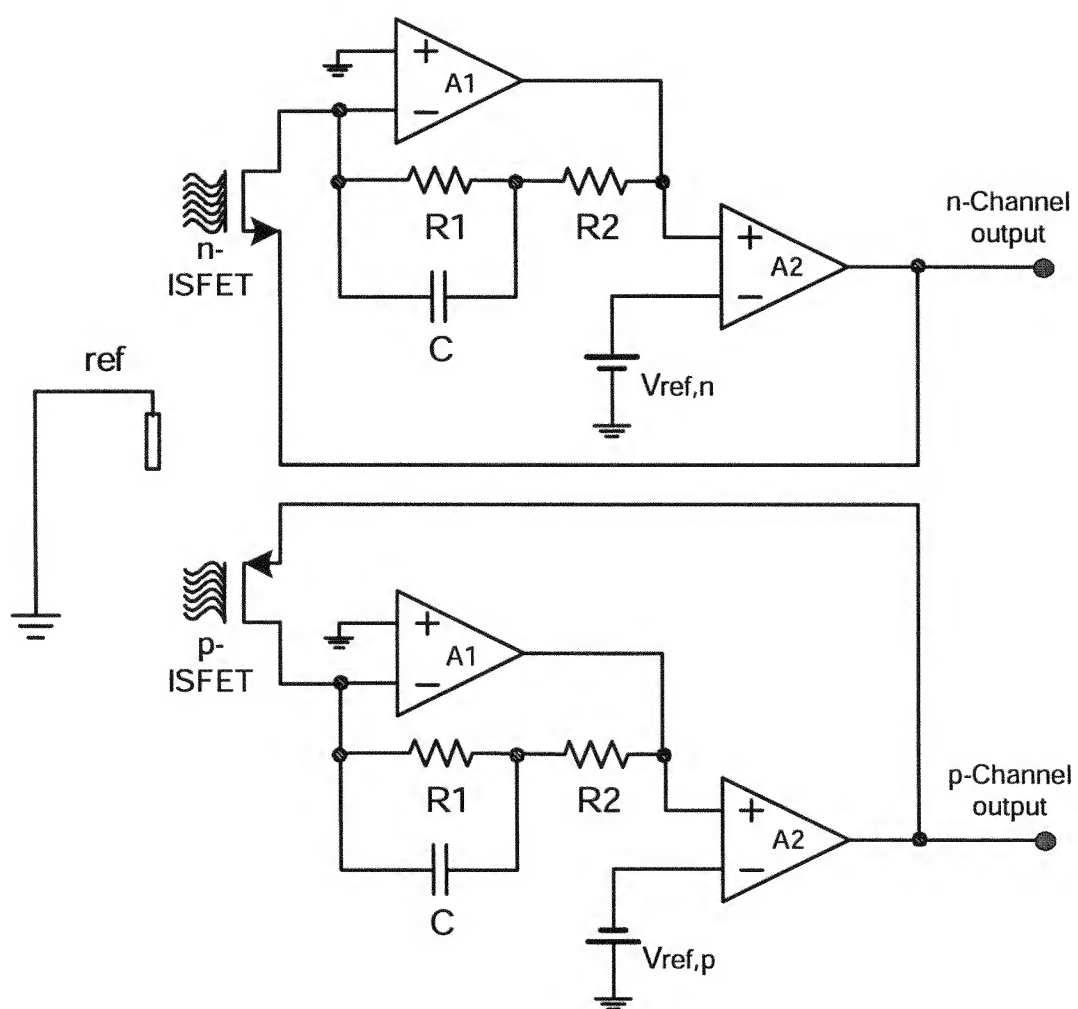 +
A1
−
n-
ISFET
R1
R2
C
+
A2
−
n-Channel
output
Vref,n
ref
p-
ISFET
+
A1
−
R1
R2
C
+
A2
−
p-Channel
output
Vref,p